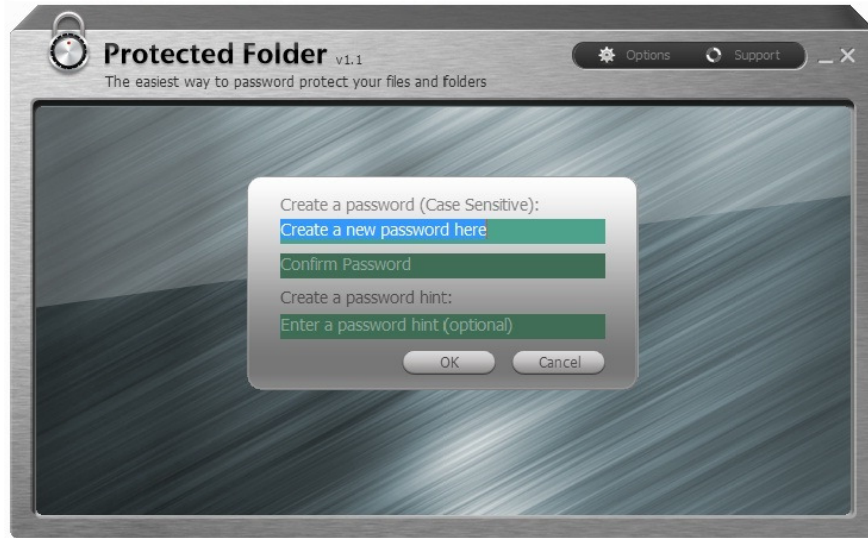 Protected Folder v1.1
Options
Support
The easiest way to password protect your files and folders
Create a password (Case Sensitive):
Create a new password here
Confirm Password
Create a password hint:
Enter a password hint (optional)
OK
Cancel